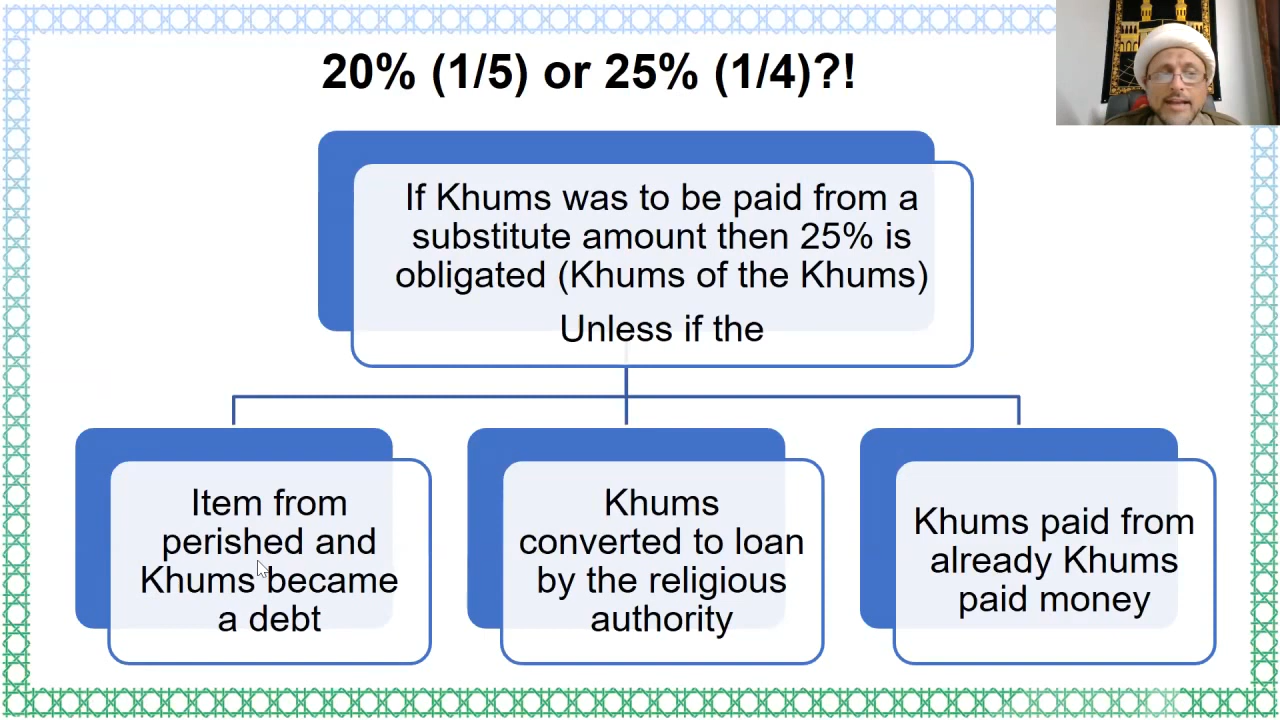 20% (1/5) or 25% (1/4)?!
If Khums was to be paid from a
substitute amount then 25% is
obligated (Khums of the Khums)
Unless if the
Item from
perished and
Khums became
a debt
Khums
converted to loan
by the religious
authority
Khums paid from
already Khums
paid money